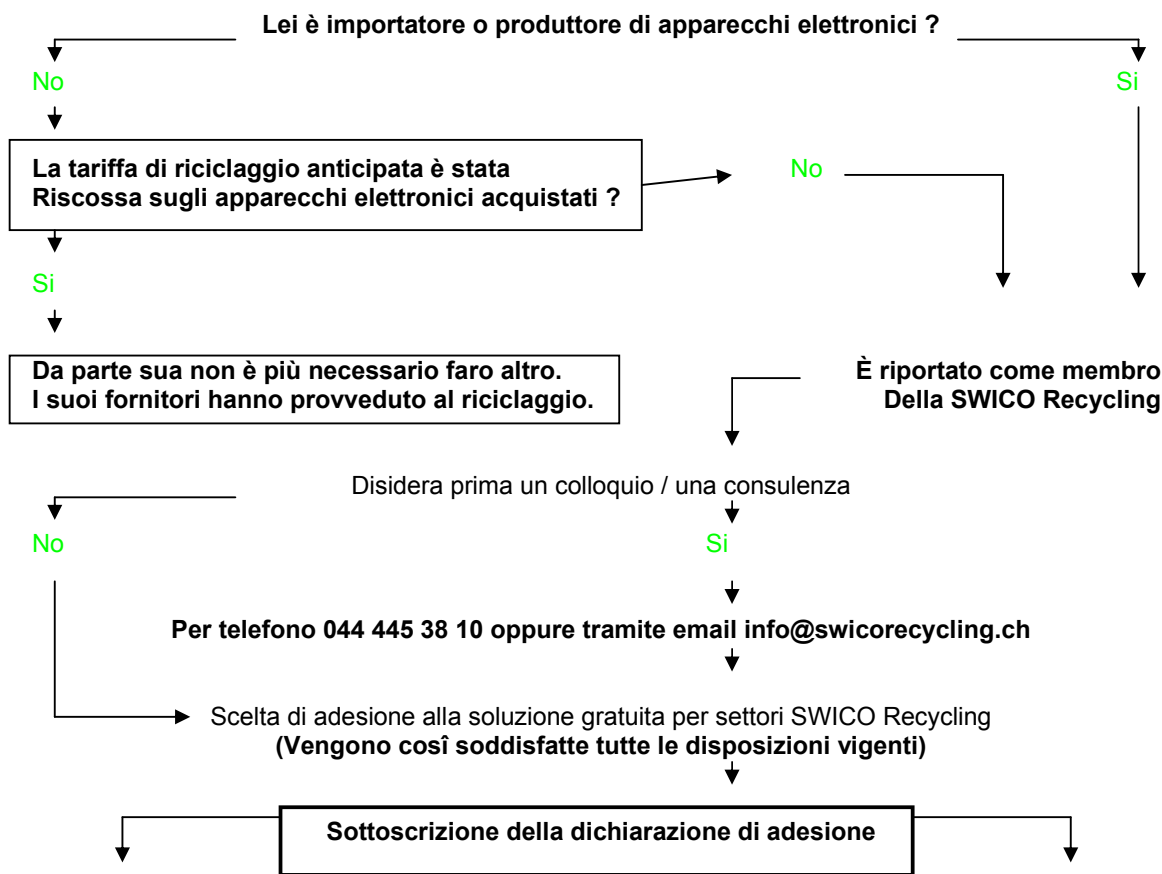 Lei è importatore o produttore di apparecchi elettronici ?
No
Si
La tariffa di riciclaggio anticipata è stata
Riscossa sugli apparecchi elettronici acquistati ?
No
Si
Da parte sua non è più necessario faro altro.
I suoi fornitori hanno provveduto al riciclaggio.
È riportato come membro
Della SWICO Recycling
Disidera prima un colloquio / una consulenza
No
Si
Per telefono 044 445 38 10 oppure tramite email info@swicorecycling.ch
Scelta di adesione alla soluzione gratuita per settori SWICO Recycling
(Vengono cosî soddisfatte tutte le disposizioni vigenti)
Sottoscrizione della dichiarazione di adesione